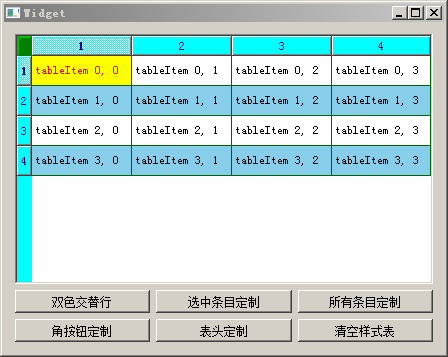 Widget
1 2 3 4
1 tableItem 0, 0 tableItem 0, 1 tableItem 0, 2 tableItem 0, 3
2 tableItem 1, 0 tableItem 1, 1 tableItem 1, 2 tableItem 1, 3
3 tableItem 2, 0 tableItem 2, 1 tableItem 2, 2 tableItem 2, 3
4 tableItem 3, 0 tableItem 3, 1 tableItem 3, 2 tableItem 3, 3
双色交替行 选中条目定制 所有条目定制
角按钮定制 表头定制 清空样式表